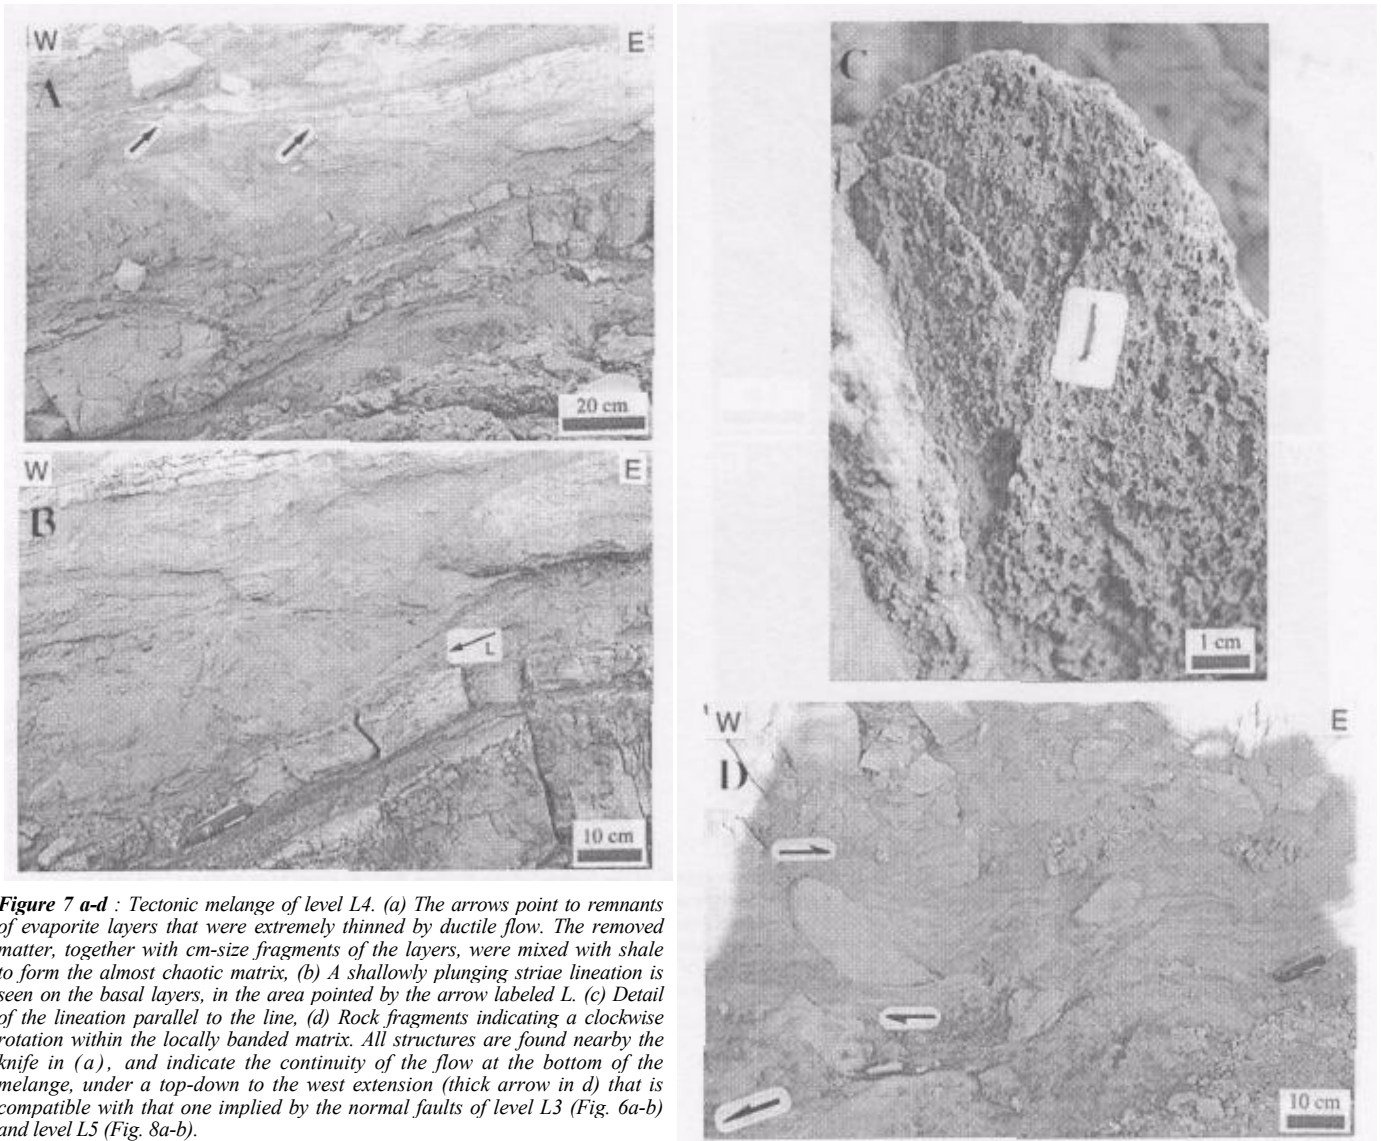 W
E
A
20 cm
W
E
B
L
10 cm
C
1 cm
W
E
D
10 cm
Figure 7 a-d : Tectonic melange of level L4. (a) The arrows point to remnants
of evaporite layers that were extremely thinned by ductile flow. The removed
matter, together with cm-size fragments of the layers, were mixed with shale
to form the almost chaotic matrix, (b) A shallowly plunging striae lineation is
seen on the basal layers, in the area pointed by the arrow labeled L. (c) Detail
of the lineation parallel to the line, (d) Rock fragments indicating a clockwise
rotation within the locally banded matrix. All structures are found nearby the
knife in (a), and indicate the continuity of the flow at the bottom of the
melange, under a top-down to the west extension (thick arrow in d) that is
compatible with that one implied by the normal faults of level L3 (Fig. 6a-b)
and level L5 (Fig. 8a-b).